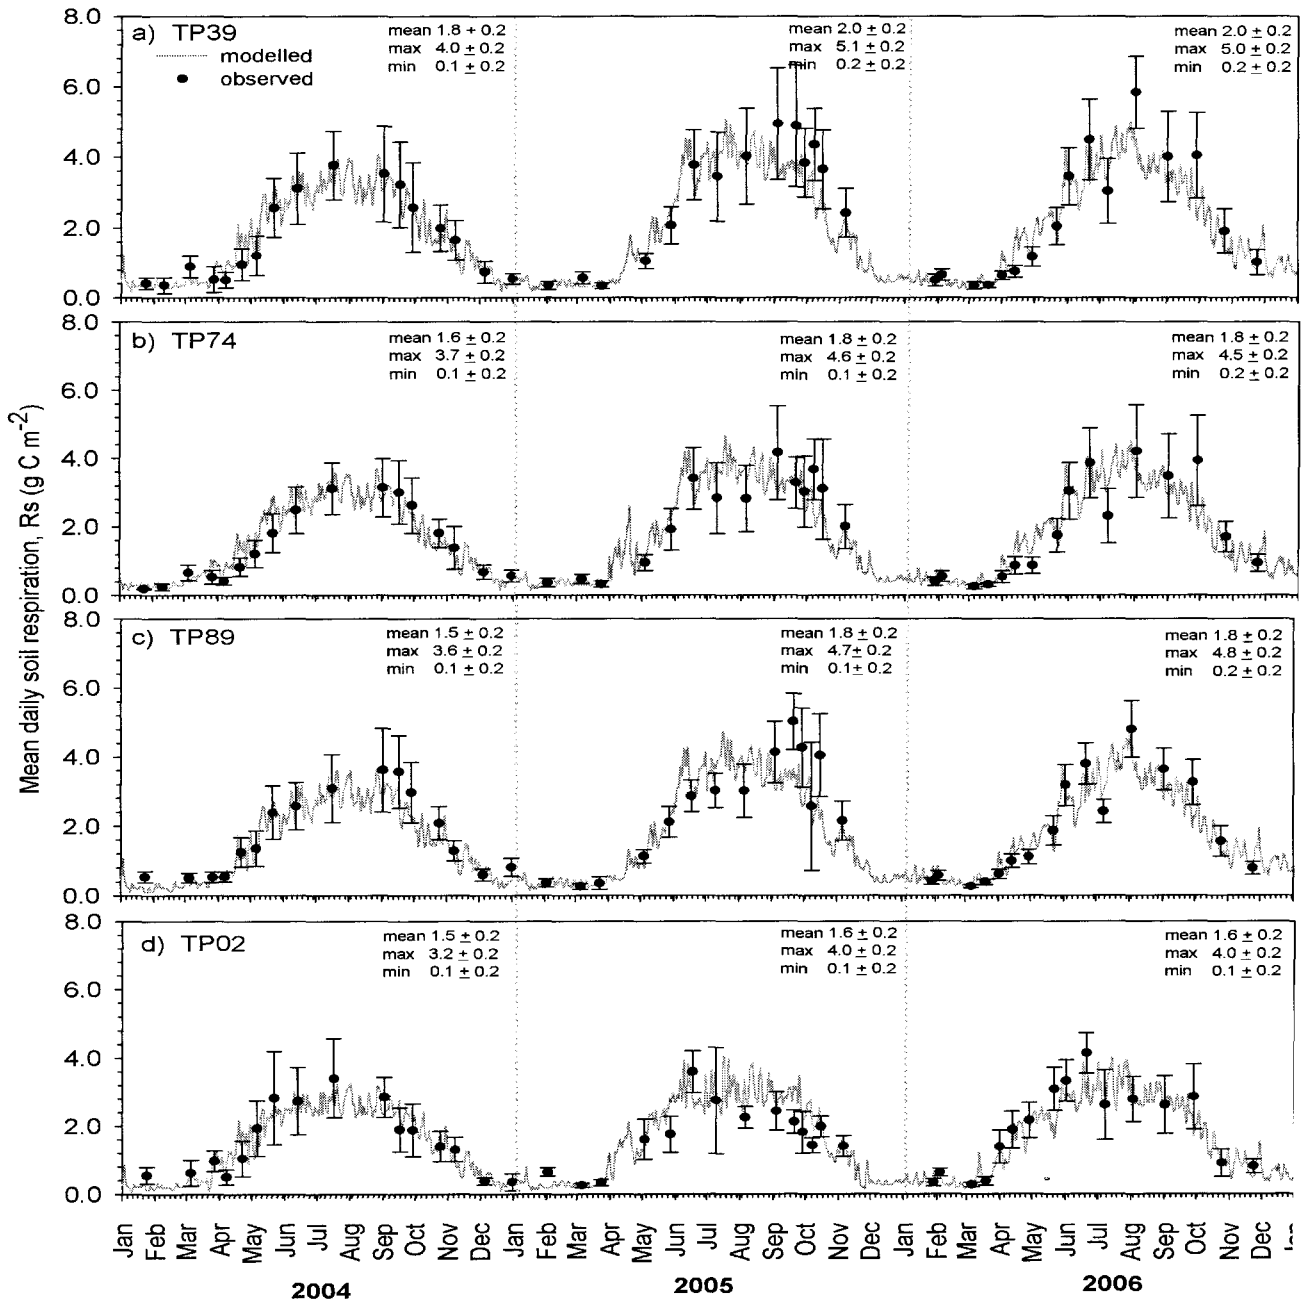 Mean daily soil respiration, Rs (g C m⁻²)
8.0
6.0
4.0
2.0
0.0
a) TP39
modelled
observed
mean 1.8 + 0.2
max 4.0 ± 0.2
min 0.1 ± 0.2
mean 2.0 ± 0.2
max 5.1 ± 0.2
min 0.2 ± 0.2
mean 2.0 ± 0.2
max 5.0 ± 0.2
min 0.2 ± 0.2
8.0
6.0
4.0
2.0
0.0
b) TP74
mean 1.6 ± 0.2
max 3.7 ± 0.2
min 0.1 ± 0.2
mean 1.8 ± 0.2
max 4.6 ± 0.2
min 0.1 ± 0.2
mean 1.8 ± 0.2
max 4.5 ± 0.2
min 0.2 ± 0.2
8.0
6.0
4.0
2.0
0.0
c) TP89
mean 1.5 ± 0.2
max 3.6 ± 0.2
min 0.1 ± 0.2
mean 1.8 ± 0.2
max 4.7± 0.2
min 0.1± 0.2
mean 1.8 ± 0.2
max 4.8 ± 0.2
min 0.2 ± 0.2
8.0
6.0
4.0
2.0
0.0
d) TP02
mean 1.5 ± 0.2
max 3.2 ± 0.2
min 0.1 ± 0.2
mean 1.6 ± 0.2
max 4.0 ± 0.2
min 0.1 ± 0.2
mean 1.6 ± 0.2
max 4.0 ± 0.2
min 0.1 ± 0.2
Jan Feb Mar Apr May Jun Jul Aug Sep Oct Nov Dec Jan Feb Mar Apr May Jun Jul Aug Sep Oct Nov Dec Jan Feb Mar Apr May Jun Jul Aug Sep Oct Nov Dec
2004 2005 2006